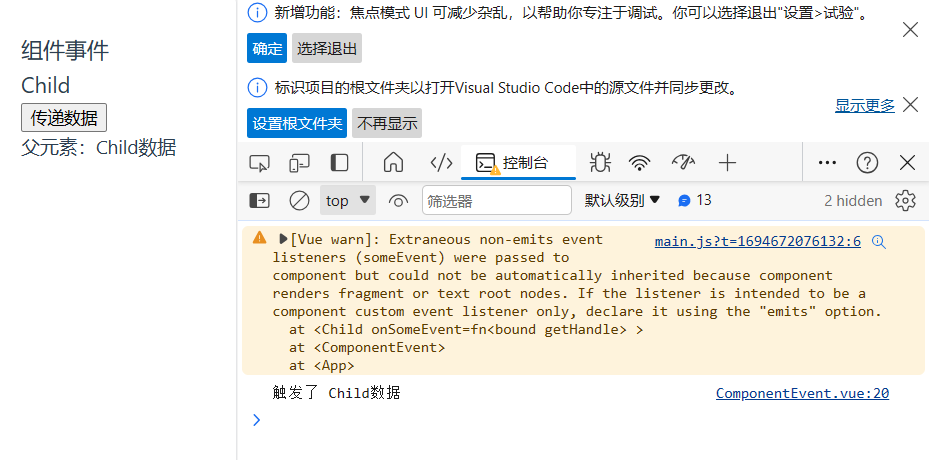 组件事件
Child
传递数据
父元素：Child数据
新增功能：焦点模式 UI 可减少杂乱，以帮助你专注于调试。你可以选择退出"设置>试验"。
确定 选择退出
标识项目的根文件夹以打开Visual Studio Code中的源文件并同步更改。
显示更多
设置根文件夹 不再显示
控制台
top 筛选器 默认级别 13 2 hidden
[Vue warn]: Extraneous non-emits event main.js?t=1694672076132:6
listeners (someEvent) were passed to
component but could not be automatically inherited because component
renders fragment or text root nodes. If the listener is intended to be a
component custom event listener only, declare it using the "emits" option.
at <Child onSomeEvent=fn<bound getHandle> >
at <ComponentEvent>
at <App>
触发了 Child数据 ComponentEvent.vue:20